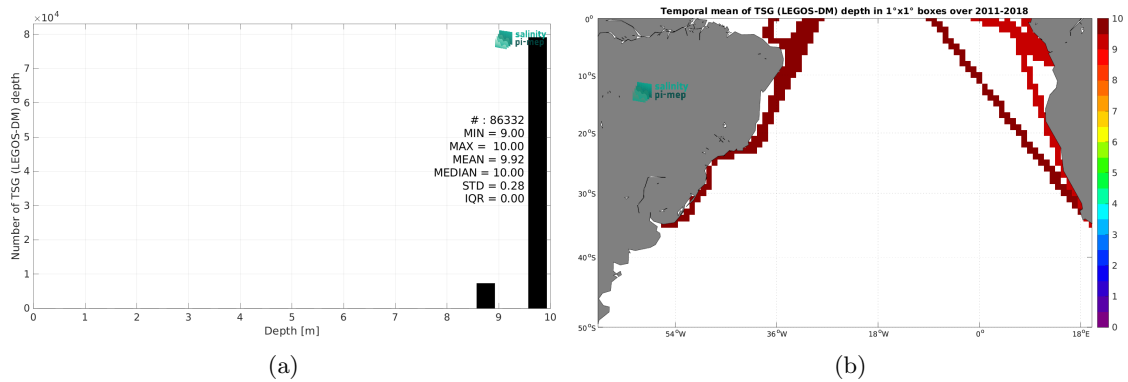 ×10⁴
9
8
7
6
5
4
3
2
1
0
Number of TSG (LEGOS-DM) depth
salinity
pi-mep
# : 86332
MIN = 9.00
MAX = 10.00
MEAN = 9.92
MEDIAN = 10.00
STD = 0.28
IQR = 0.00
0 1 2 3 4 5 6 7 8 9 10
Depth [m]
(a)
Temporal mean of TSG (LEGOS-DM) depth in 1°x1° boxes over 2011-2018
0°
10°S
20°S
30°S
40°S
50°S
salinity
pi-mep
54°W 36°W 18°W 0° 18°E
10
9
8
7
6
5
4
3
2
1
0
(b)